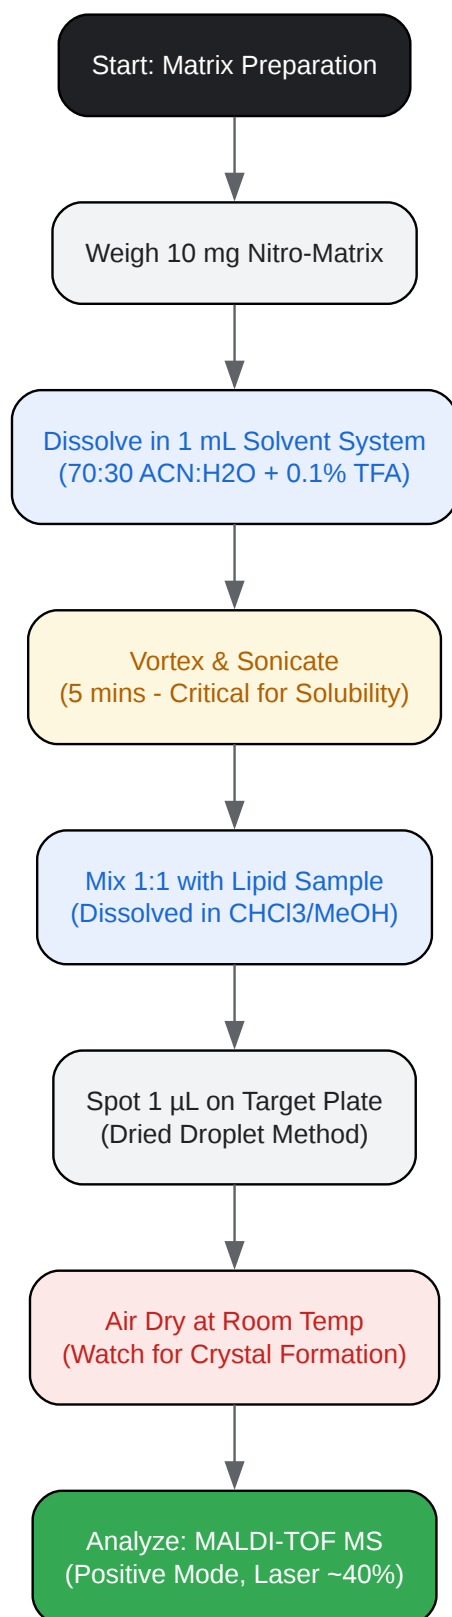 Start: Matrix Preparation
Weigh 10 mg Nitro-Matrix
Dissolve in 1 mL Solvent System
(70:30 ACN:H2O + 0.1% TFA)
Vortex & Sonicate
(5 mins - Critical for Solubility)
Mix 1:1 with Lipid Sample
(Dissolved in CHCl3/MeOH)
Spot 1 µL on Target Plate
(Dried Droplet Method)
Air Dry at Room Temp
(Watch for Crystal Formation)
Analyze: MALDI-TOF MS
(Positive Mode, Laser ~40%)